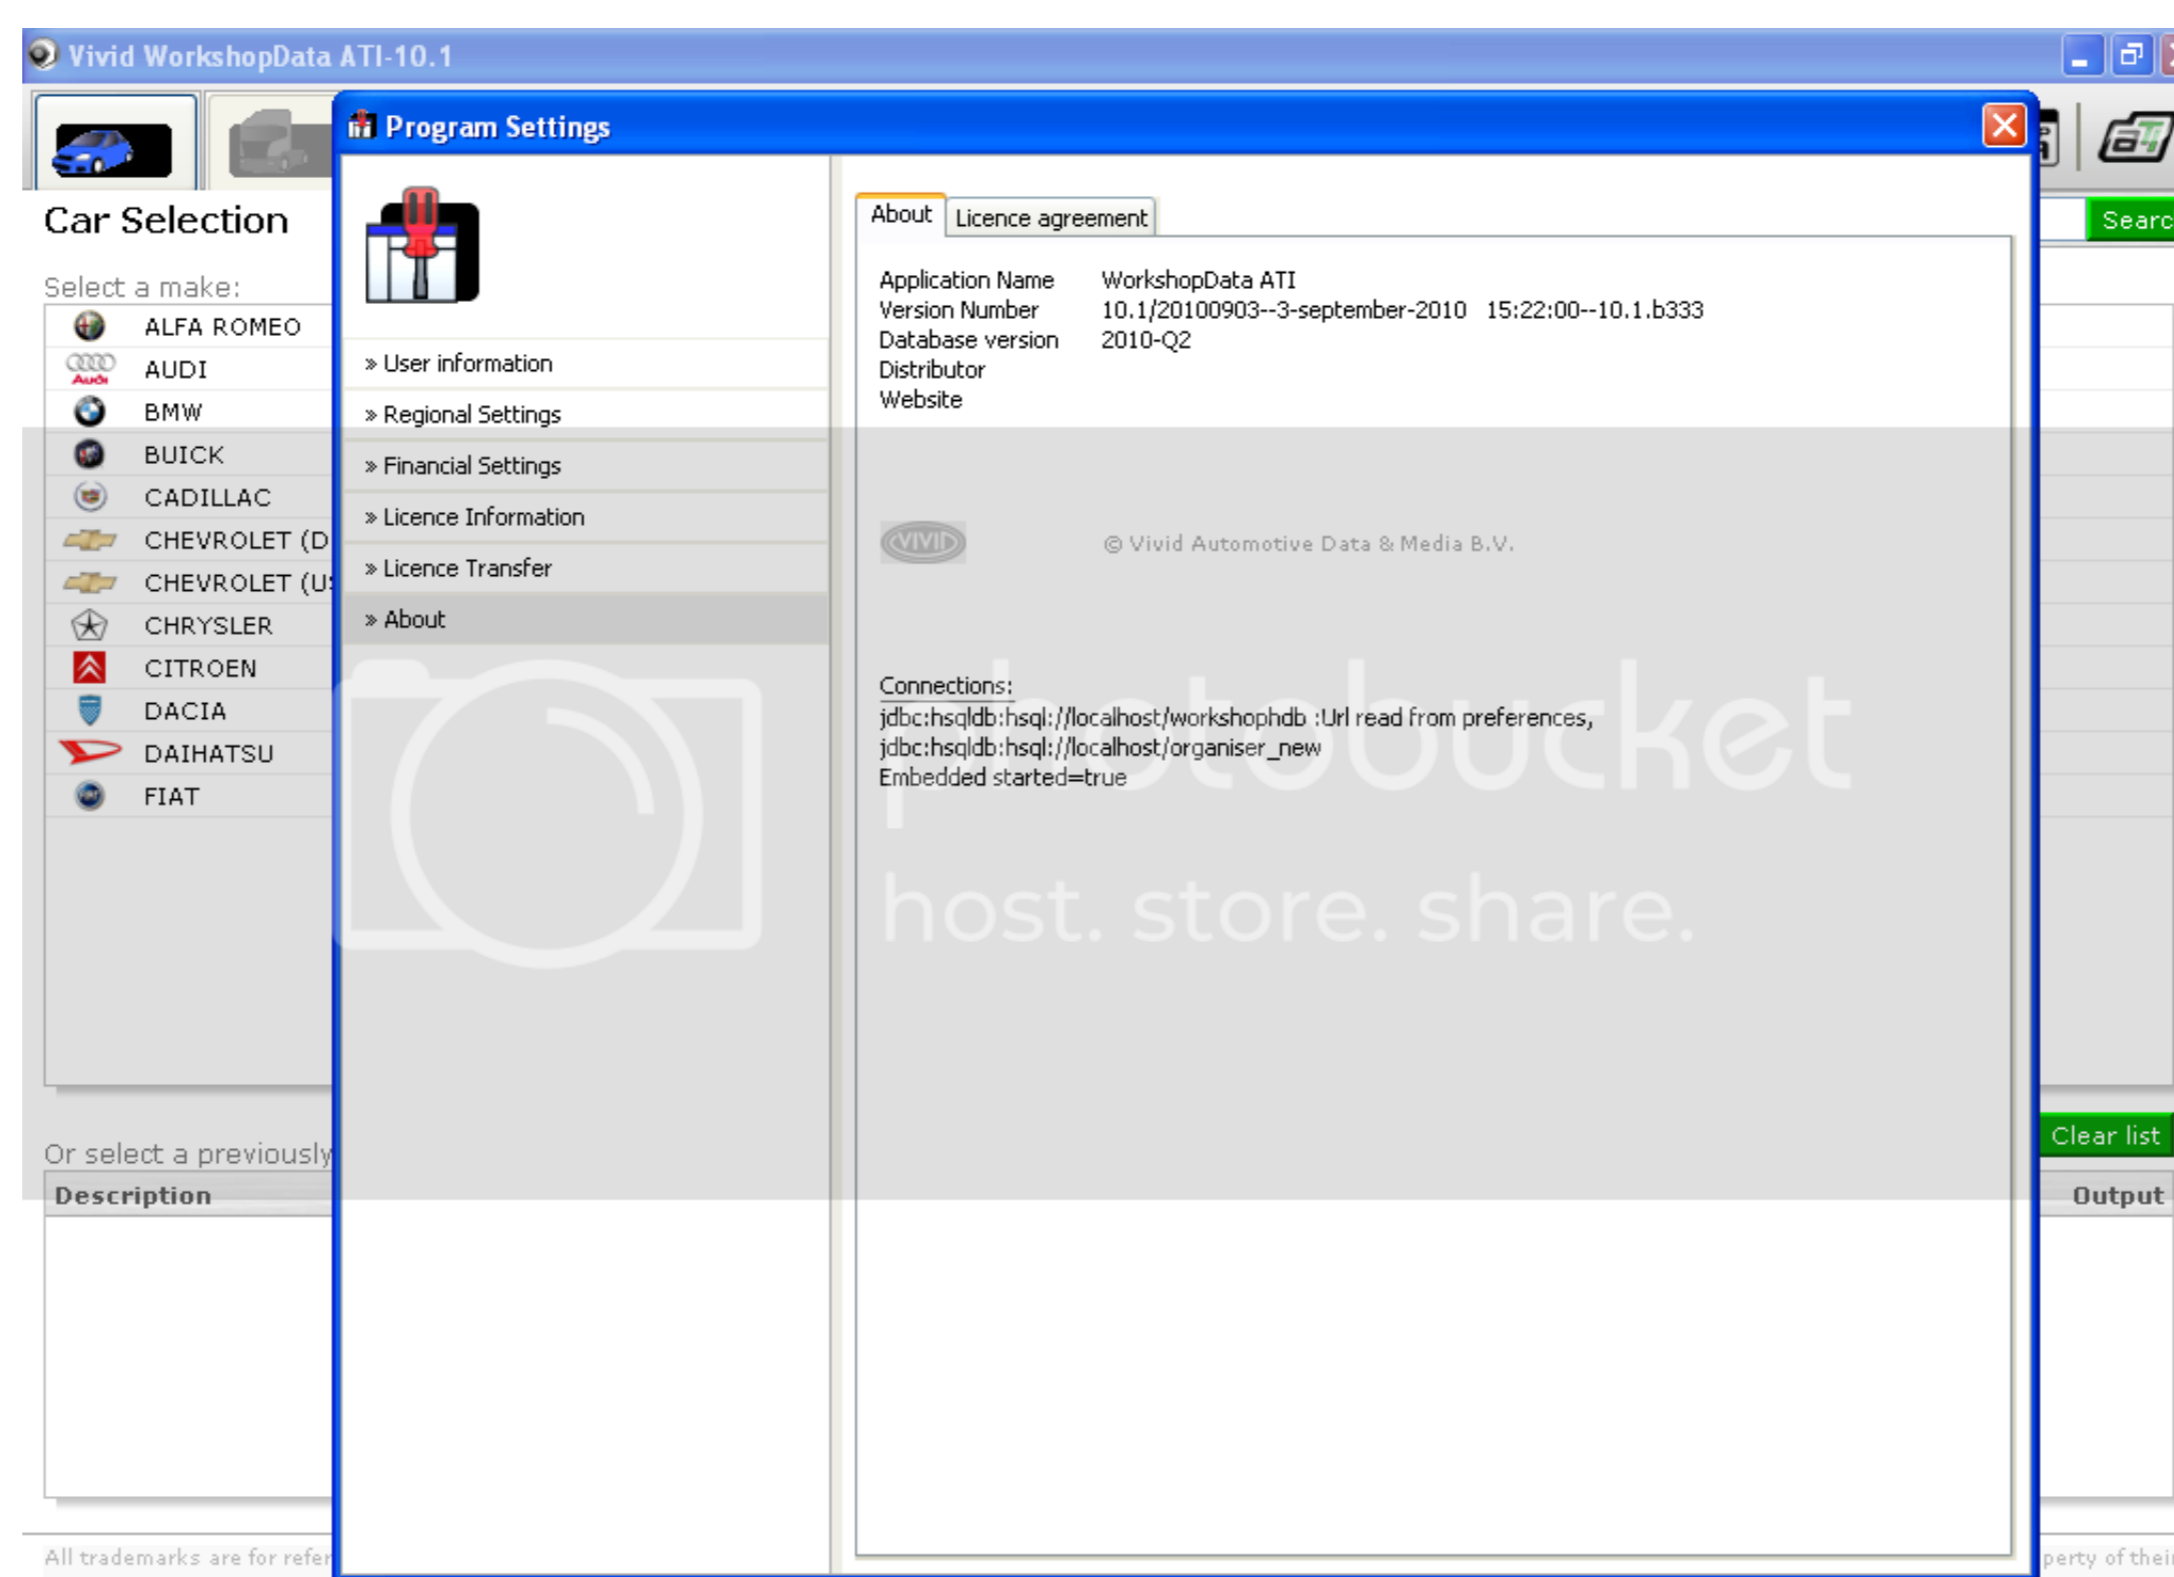 Vivid WorkshopData ATI-10.1
Program Settings
Car Selection
Select a make:
ALFA ROMEO
AUDI
BMW
BUICK
CADILLAC
CHEVROLET (D
CHEVROLET (U
CHRYSLER
CITROEN
DACIA
DAIHATSU
FIAT
Or select a previously
Description
All trademarks are for refer
» User information
» Regional Settings
» Financial Settings
» Licence Information
» Licence Transfer
» About
About
Licence agreement
Application Name WorkshopData ATI
Version Number 10.1/20100903--3-september-2010 15:22:00--10.1.b333
Database version 2010-Q2
Distributor
Website
VIVID
© Vivid Automotive Data & Media B.V.
Connections:
jdbc:hsqldb:hsql://localhost/workshophdb :Url read from preferences,
jdbc:hsqldb:hsql://localhost/organiser_new
Embedded started=true
photobucket
host. store. share.
aTi
Searc
Clear list
Output
perty of thei